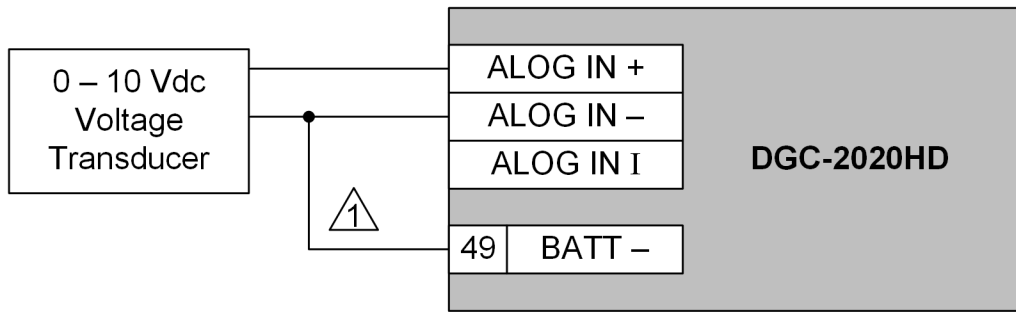 0 – 10 Vdc
Voltage
Transducer
ALOG IN +
ALOG IN –
ALOG IN I
DGC-2020HD
1
49 BATT –